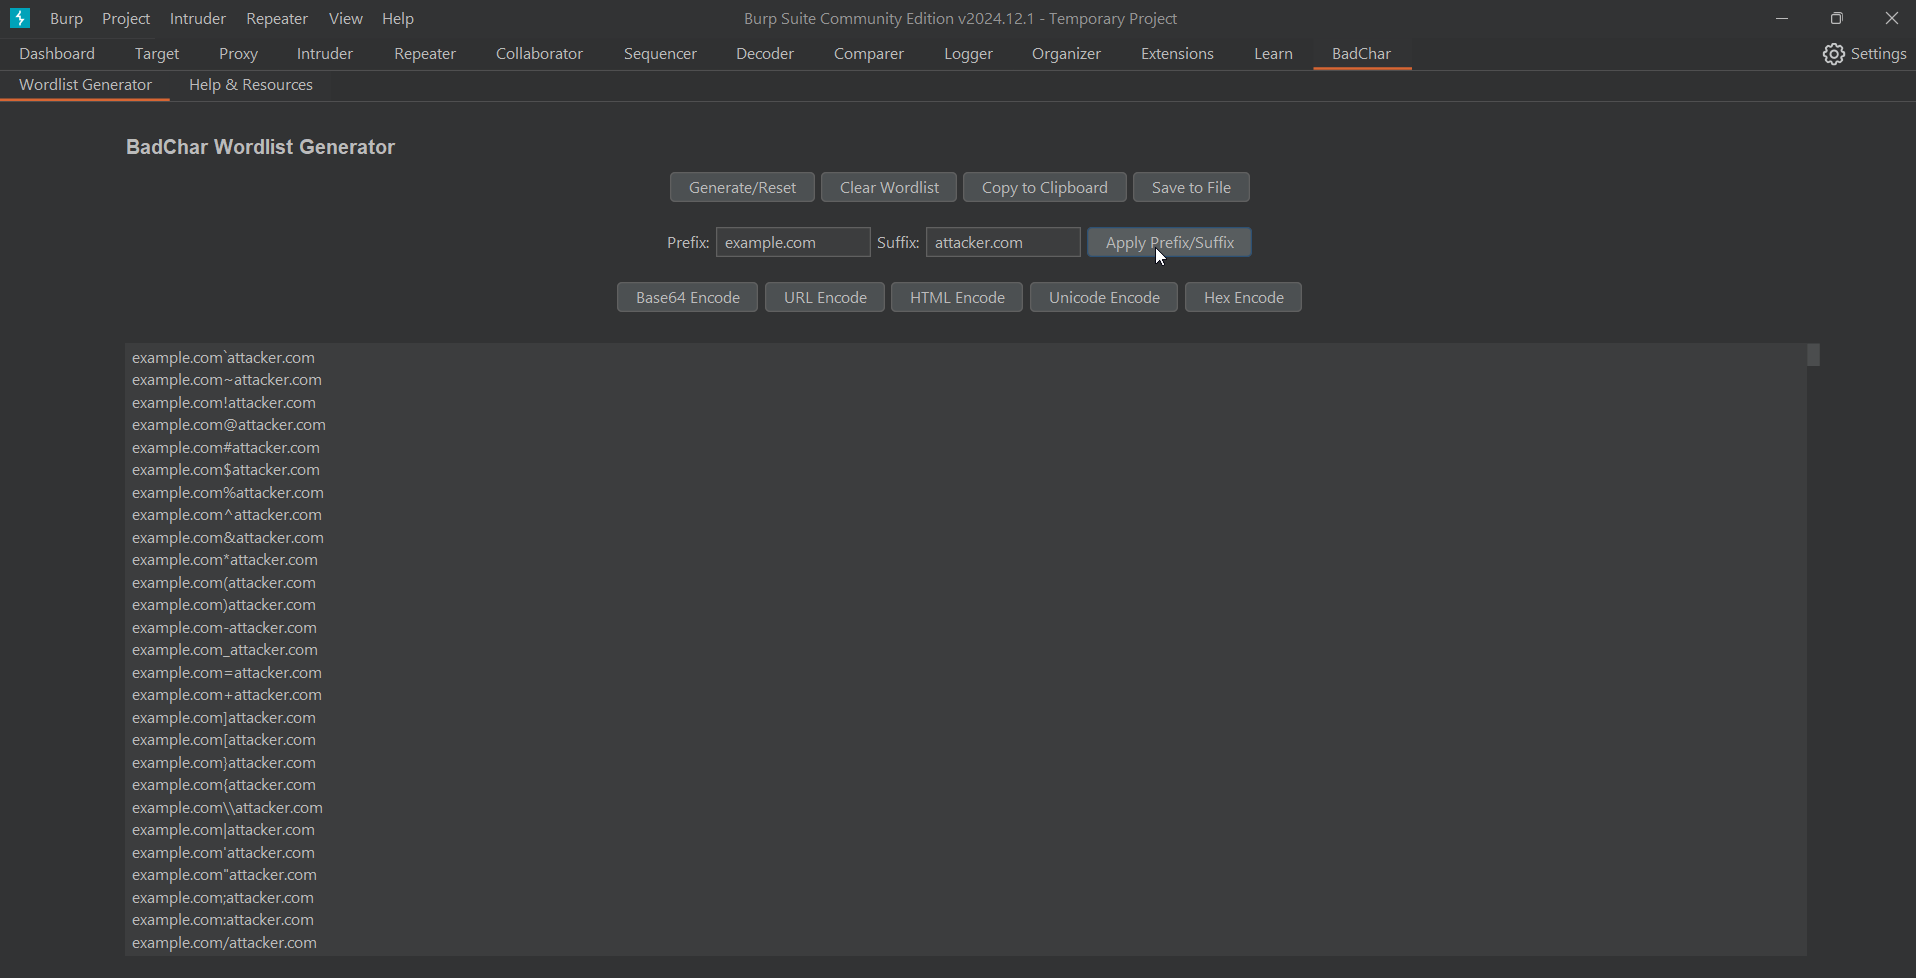 Burp Project Intruder Repeater View Help Burp Suite Community Edition v2024.12.1 - Temporary Project
Dashboard Target Proxy Intruder Repeater Collaborator Sequencer Decoder Comparer Logger Organizer Extensions Learn BadChar Settings
Wordlist Generator Help & Resources
BadChar Wordlist Generator
Generate/Reset Clear Wordlist Copy to Clipboard Save to File
Prefix: example.com Suffix: attacker.com Apply Prefix/Suffix
Base64 Encode URL Encode HTML Encode Unicode Encode Hex Encode
example.com`attacker.com
example.com~attacker.com
example.com!attacker.com
example.com@attacker.com
example.com#attacker.com
example.com$attacker.com
example.com%attacker.com
example.com^attacker.com
example.com&attacker.com
example.com*attacker.com
example.com(attacker.com
example.com)attacker.com
example.com-attacker.com
example.com_attacker.com
example.com=attacker.com
example.com+attacker.com
example.com]attacker.com
example.com[attacker.com
example.com}attacker.com
example.com{attacker.com
example.com\\attacker.com
example.com|attacker.com
example.com'attacker.com
example.com"attacker.com
example.com;attacker.com
example.com:attacker.com
example.com/attacker.com